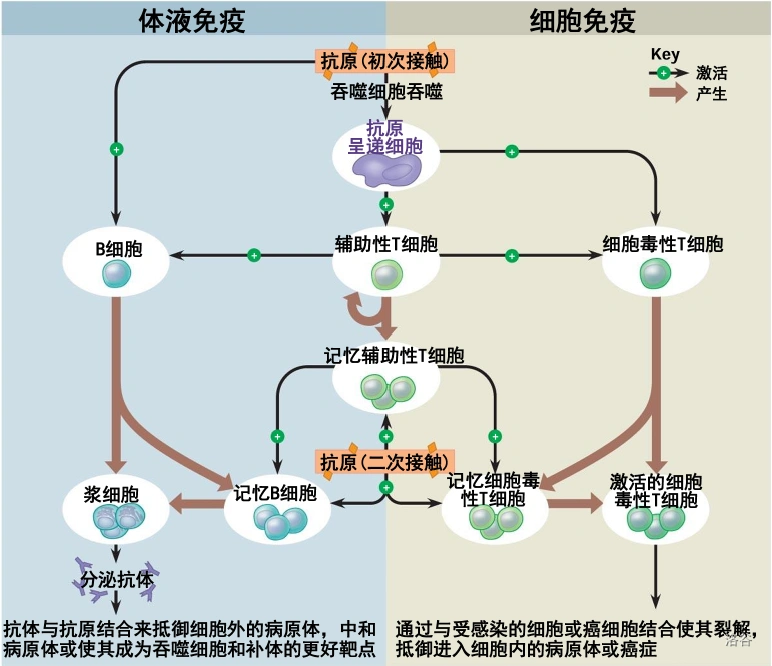 体液免疫
细胞免疫
抗原(初次接触)
吞噬细胞吞噬
Key
激活
产生
抗原
呈递细胞
B细胞
辅助性T细胞
细胞毒性T细胞
记忆辅助性T细胞
抗原(二次接触)
浆细胞
记忆B细胞
记忆细胞毒
性T细胞
激活的细胞
毒性T细胞
分泌抗体
抗体与抗原结合来抵御细胞外的病原体，中和
病原体或使其成为吞噬细胞和补体的更好靶点
通过与受感染的细胞或癌细胞结合使其裂解，
抵御进入细胞内的病原体或癌症
洛谷